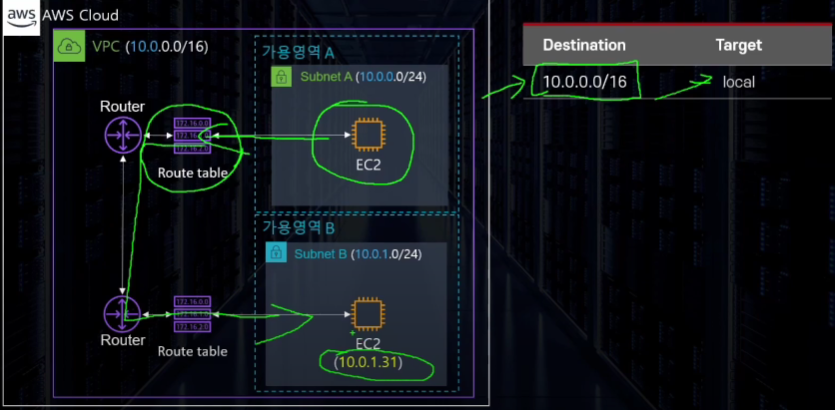 aws AWS Cloud
VPC (10.0.0.0/16)
가용영역 A
Subnet A (10.0.0.0/24)
Router
172.16.0.0
172.16.
172.16.2.0
Route table
EC2
가용영역 B
Subnet B (10.0.1.0/24)
Router
172.16.0.0
172.16.1.0
172.16.2.0
Route table
EC2
(10.0.1.31)
Destination Target
10.0.0.0/16 local